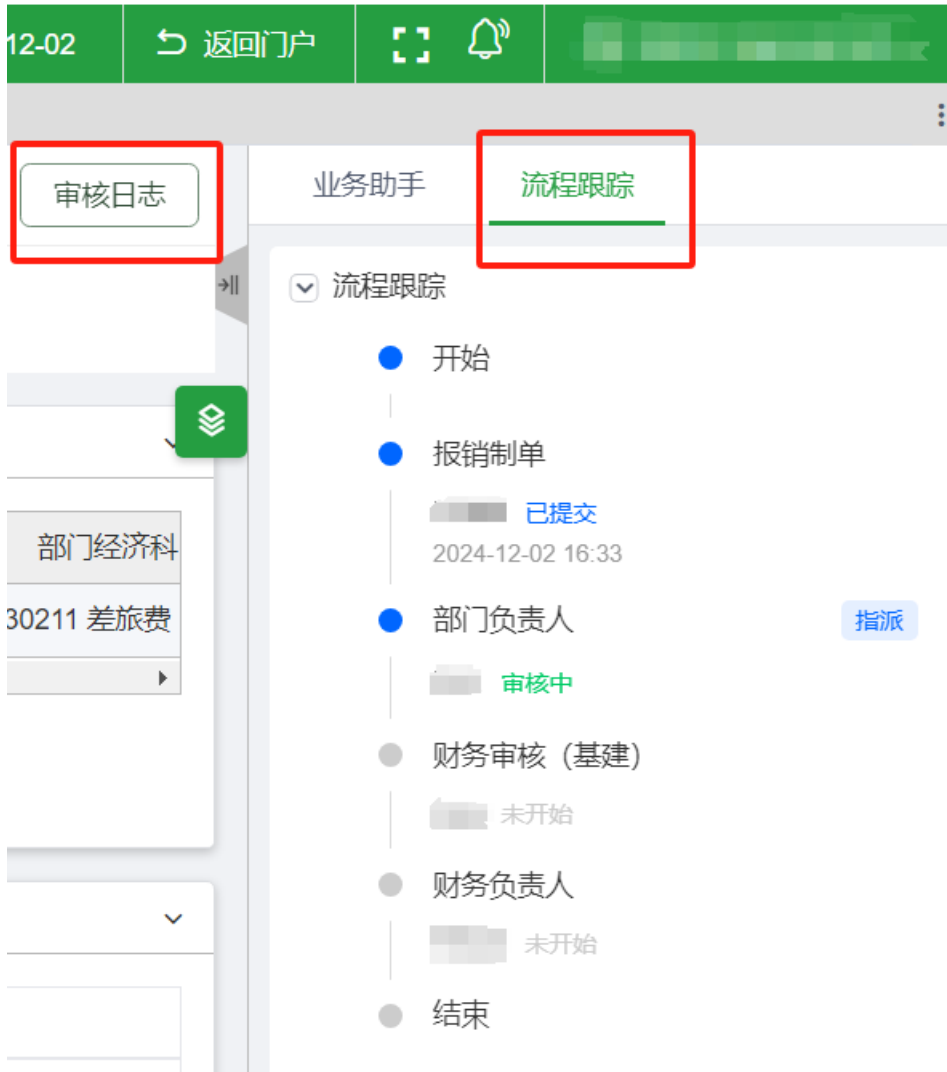 12-02 返回门户
审核日志
业务助手 流程跟踪
流程跟踪
开始
报销制单
已提交
2024-12-02 16:33
部门经济科
30211 差旅费
部门负责人 指派
审核中
财务审核（基建）
未开始
财务负责人
未开始
结束